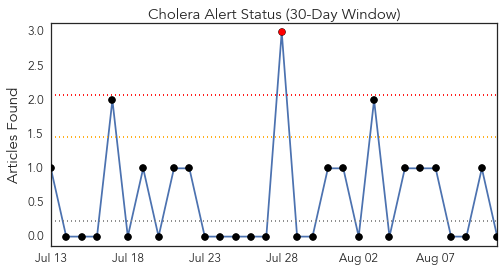 Cholera Alert Status (30-Day Window)
Articles Found
3.0
2.5
2.0
1.5
1.0
0.5
0.0
Jul 13 Jul 18 Jul 23 Jul 28 Aug 02 Aug 07